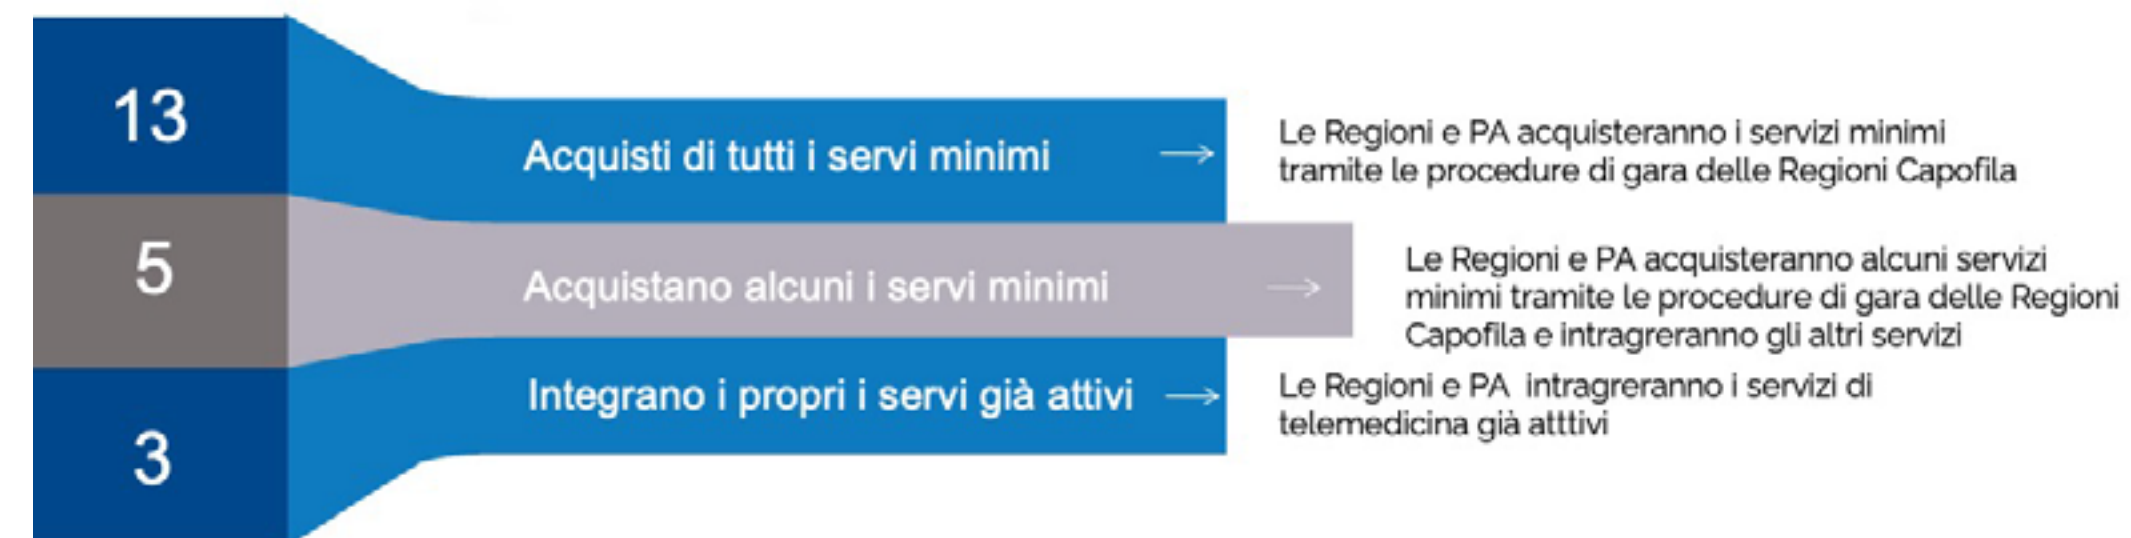 13
Acquisti di tutti i servi minimi
Le Regioni e PA acquisteranno i servizi minimi
tramite le procedure di gara delle Regioni Capofila
5
Acquistano alcuni i servi minimi
Le Regioni e PA acquisteranno alcuni servizi
minimi tramite le procedure di gara delle Regioni
Capofila e intragreranno gli altri servizi
3
Integrano i propri i servi già attivi
Le Regioni e PA intragreranno i servizi di
telemedicina già atttivi